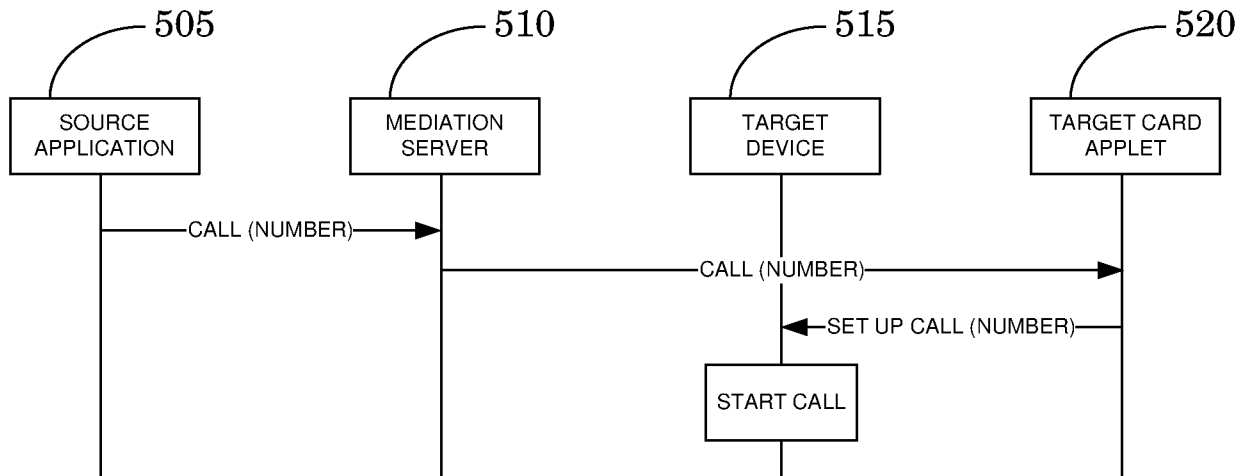 505
510
515
520
SOURCE
APPLICATION
MEDIATION
SERVER
TARGET
DEVICE
TARGET CARD
APPLET
CALL (NUMBER)
CALL (NUMBER)
SET UP CALL (NUMBER)
START CALL